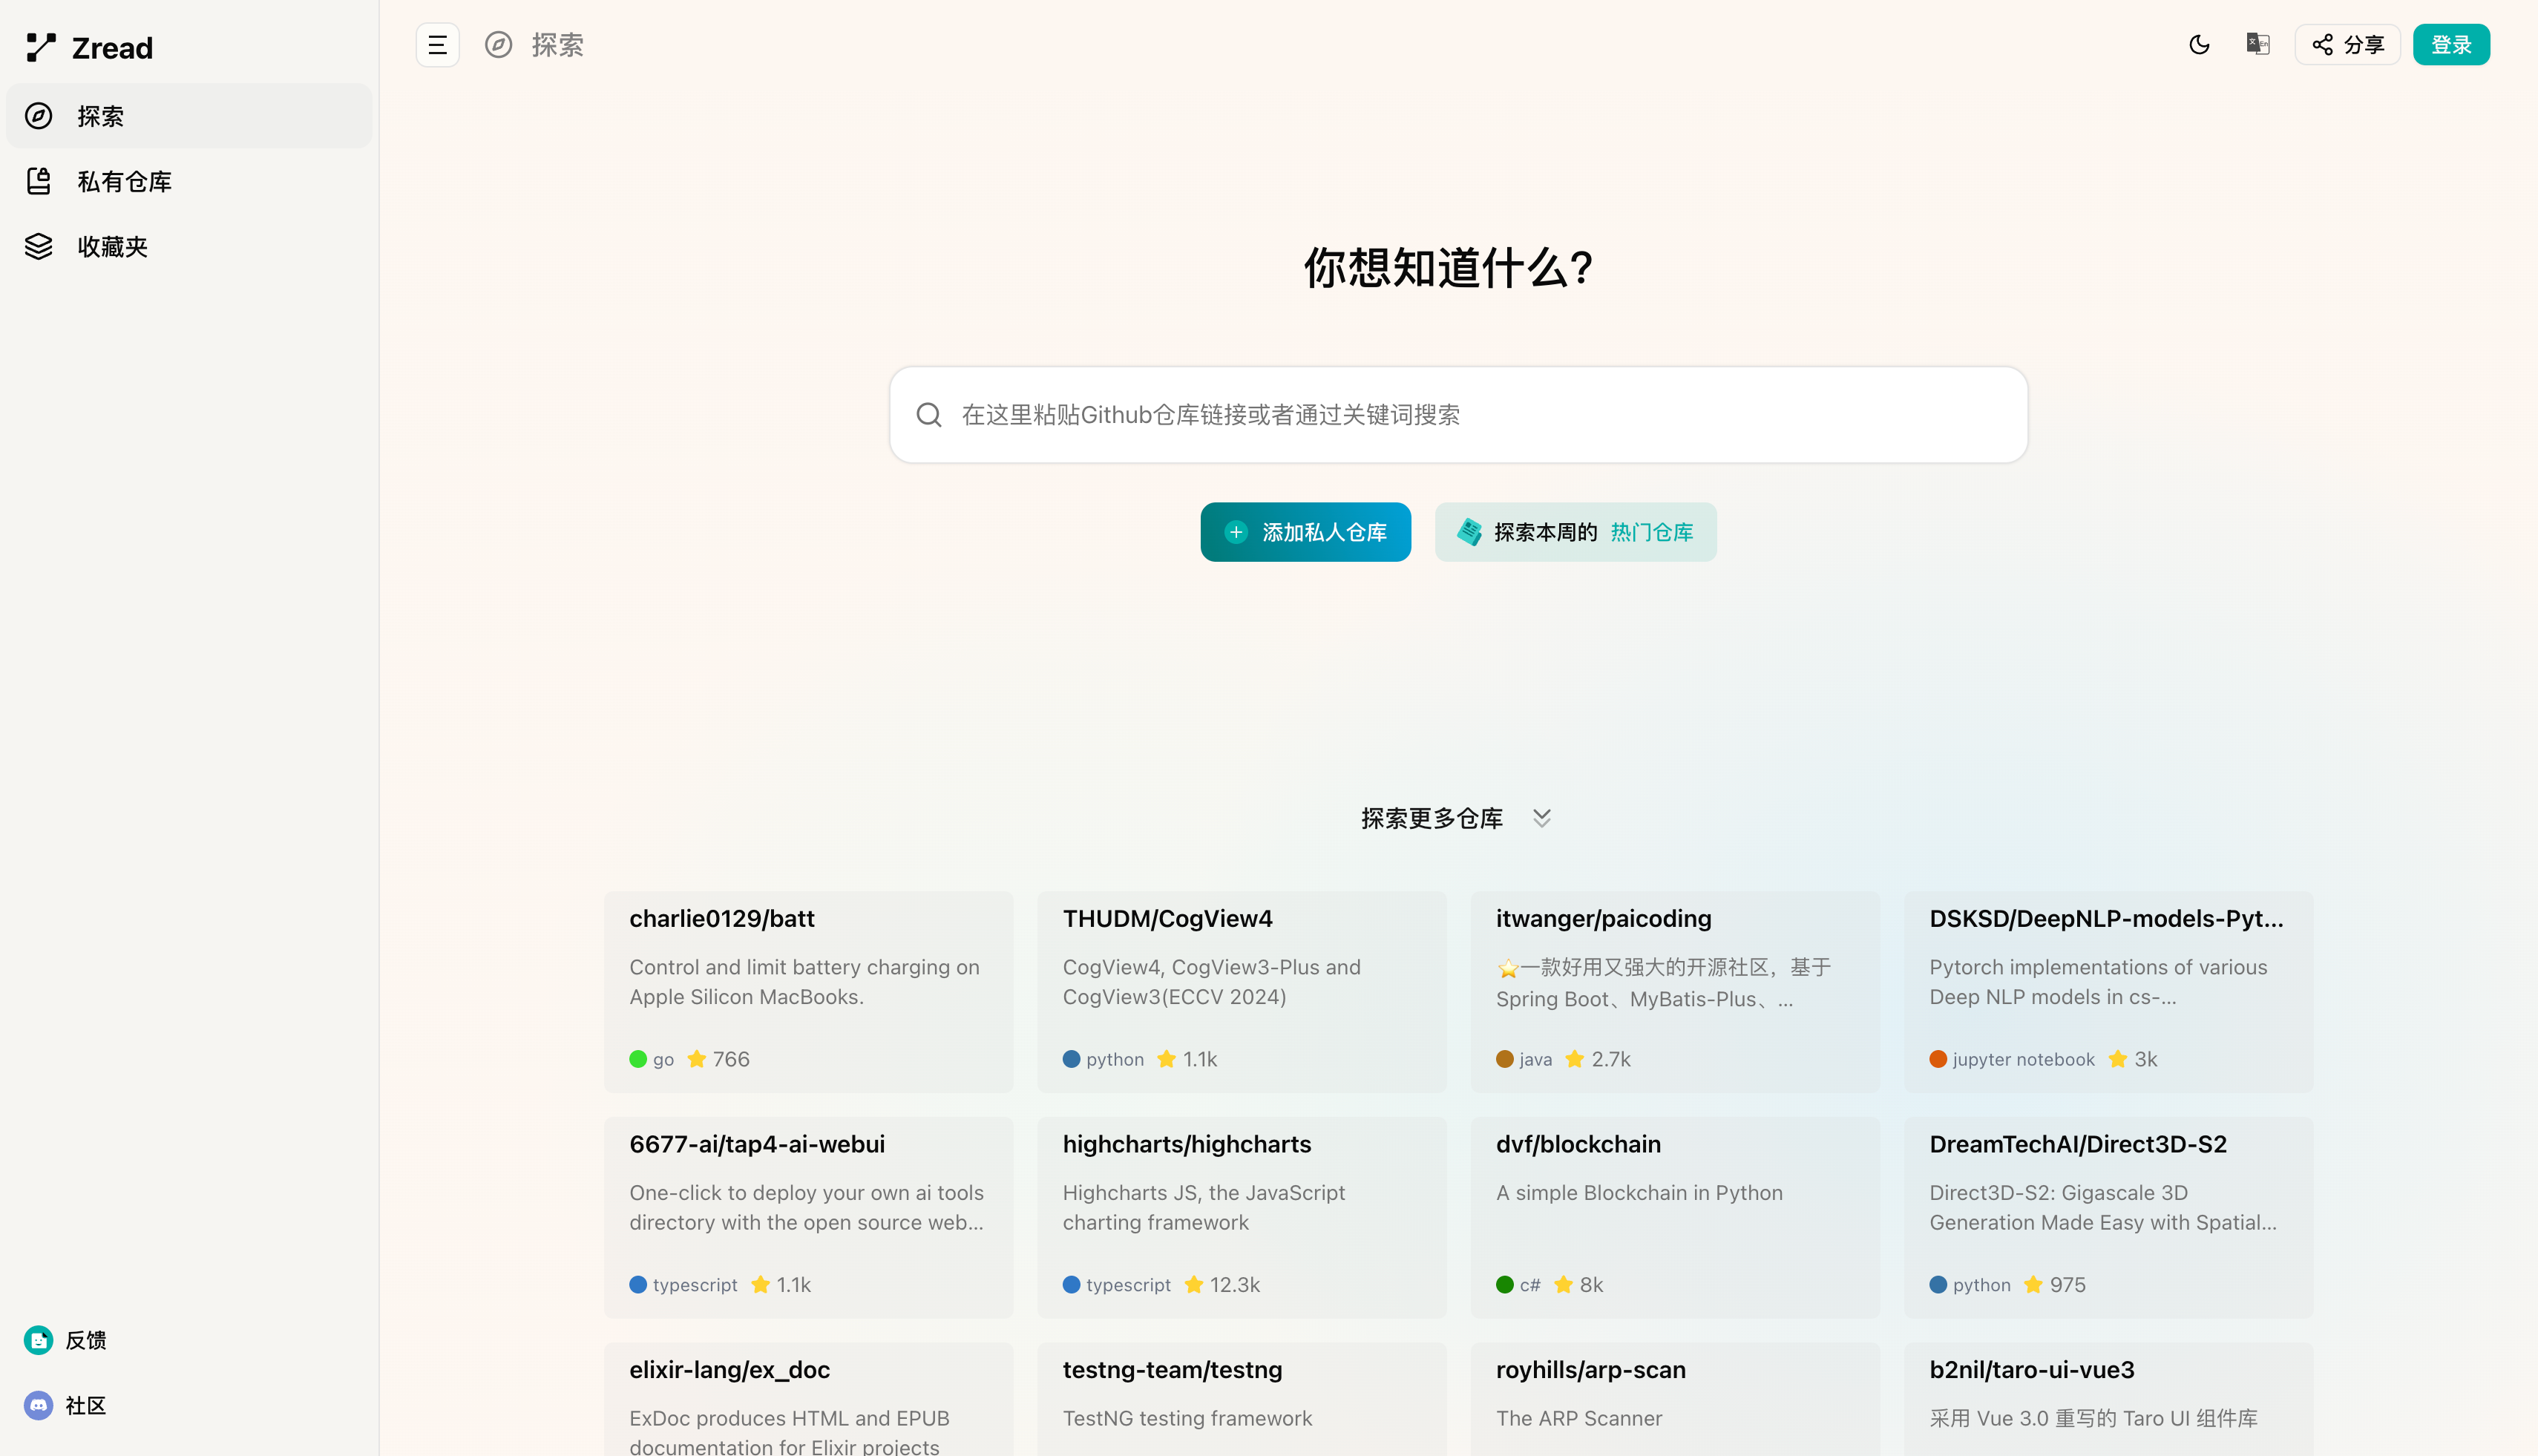 Zread
探索
私有仓库
收藏夹
反馈
社区
探索
分享
登录
你想知道什么?
在这里粘贴Github仓库链接或者通过关键词搜索
添加私人仓库
探索本周的 热门仓库
探索更多仓库
charlie0129/batt
Control and limit battery charging on
Apple Silicon MacBooks.
go 766
THUDM/CogView4
CogView4, CogView3-Plus and
CogView3(ECCV 2024)
python 1.1k
itwanger/paicoding
⭐一款好用又强大的开源社区，基于
Spring Boot、MyBatis-Plus、...
java 2.7k
DSKSD/DeepNLP-models-Pyt...
Pytorch implementations of various
Deep NLP models in cs-...
jupyter notebook 3k
6677-ai/tap4-ai-webui
One-click to deploy your own ai tools
directory with the open source web...
typescript 1.1k
highcharts/highcharts
Highcharts JS, the JavaScript
charting framework
typescript 12.3k
dvf/blockchain
A simple Blockchain in Python
c# 8k
DreamTechAI/Direct3D-S2
Direct3D-S2: Gigascale 3D
Generation Made Easy with Spatial...
python 975
elixir-lang/ex_doc
ExDoc produces HTML and EPUB
documentation for Elixir projects
testng-team/testng
TestNG testing framework
royhills/arp-scan
The ARP Scanner
b2nil/taro-ui-vue3
采用 Vue 3.0 重写的 Taro UI 组件库